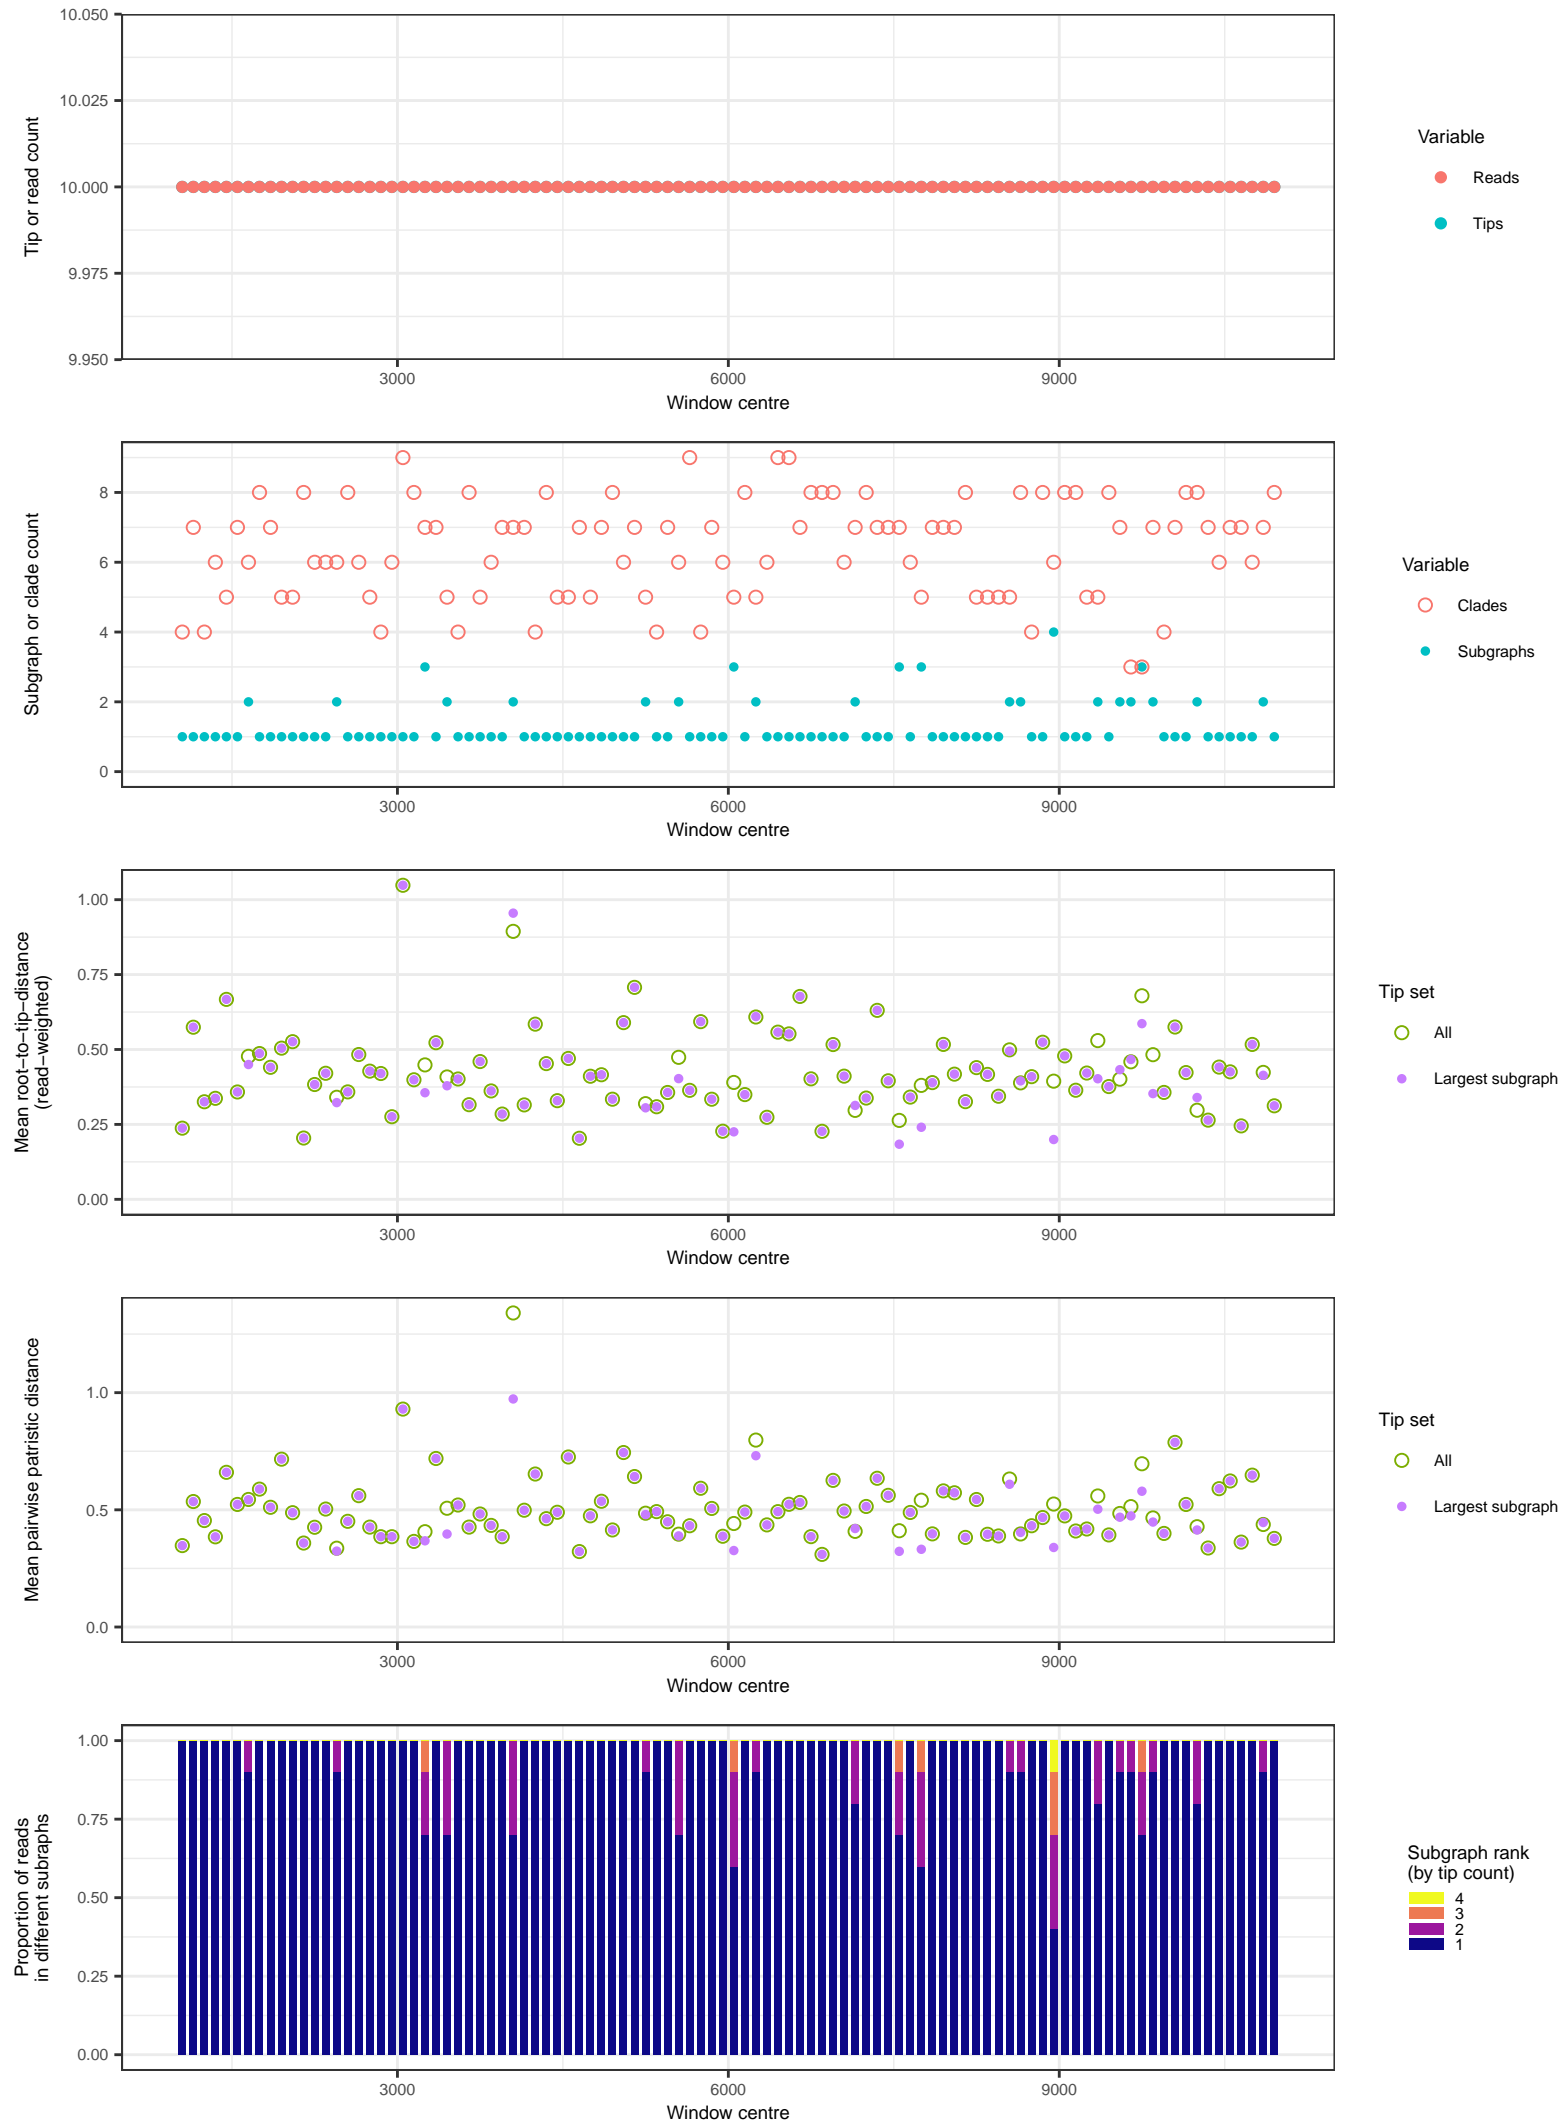 10.050
10.025
10.000
9.975
9.950
Tip or read count
3000 6000 9000
Window centre
Variable
Reads
Tips
8
6
4
2
0
Subgraph or clade count
3000 6000 9000
Window centre
Variable
Clades
Subgraphs
1.00
0.75
0.50
0.25
0.00
Mean root−to−tip−distance
(read−weighted)
3000 6000 9000
Window centre
Tip set
All
Largest subgraph
1.0
0.5
0.0
Mean pairwise patristic distance
3000 6000 9000
Window centre
Tip set
All
Largest subgraph
1.00
0.75
0.50
0.25
0.00
Proportion of reads
in different subraphs
3000 6000 9000
Window centre
Subgraph rank
(by tip count)
4
3
2
1